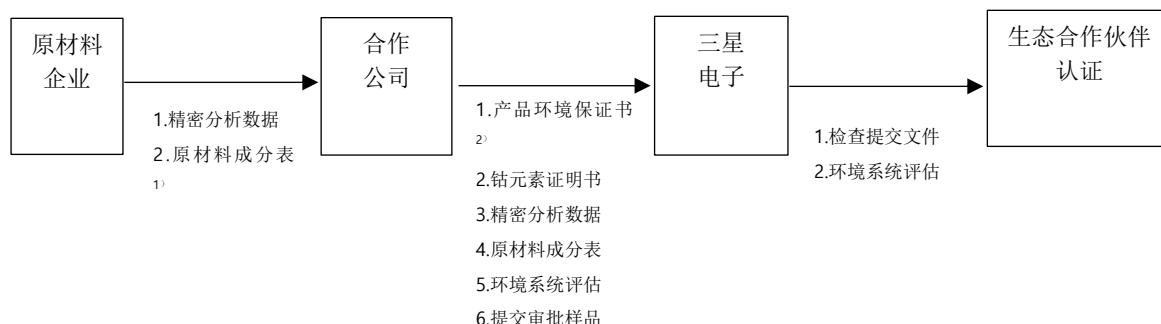 原材料
企业
1.精密分析数据
2.原材料成分表
1）
合作
公司
1.产品环境保证书
2）
2.钴元素证明书
3.精密分析数据
4.原材料成分表
5.环境系统评估
6.提交审批样品
三星
电子
1.检查提交文件
2.环境系统评估
生态合作伙伴
认证